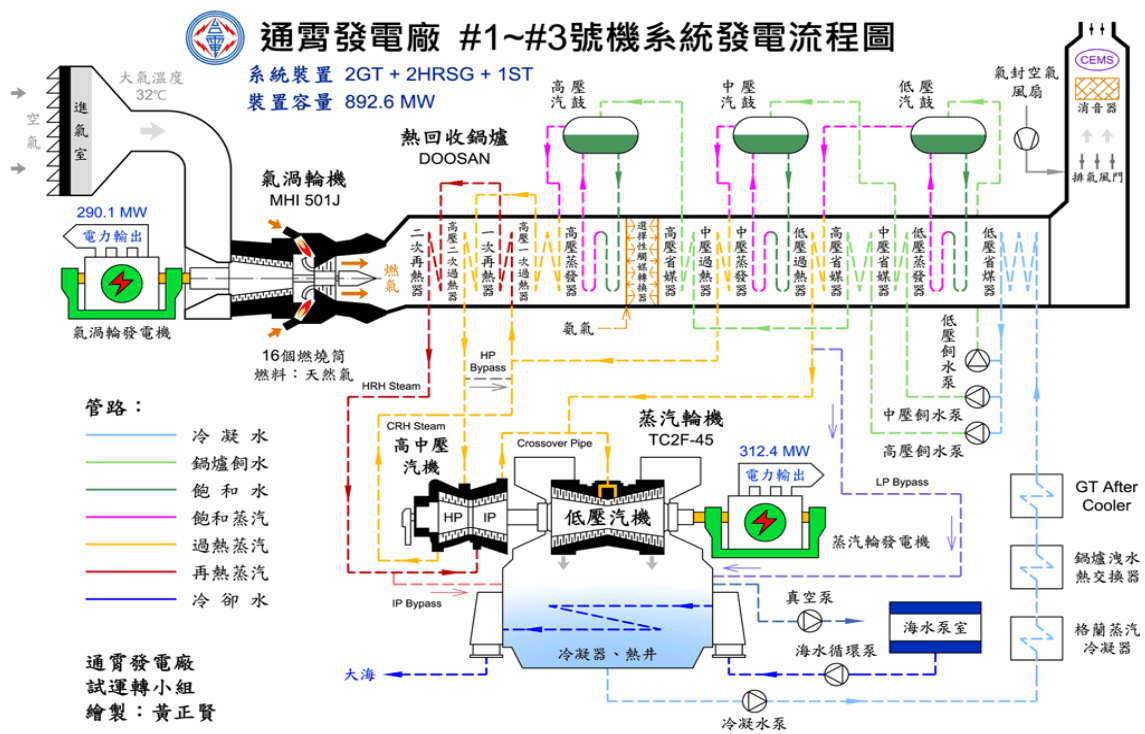 台電
通霄發電廠 #1~#3號機系統發電流程圖
系統裝置 2GT + 2HRSG + 1ST
裝置容量 892.6 MW
大氣溫度
32℃
空氣
進氣室
高壓
汽鼓
中壓
汽鼓
低壓
汽鼓
氣封空氣
風扇
CEMS
消音器
排氣風門
熱回收鍋爐
DOOSAN
氣渦輪機
MHI 501J
290.1 MW
電力輸出
氣渦輪發電機
燃氣
16個燃燒筒
燃料：天然氣
二次再熱器
高壓二次過熱器
一次再熱器
高壓一次過熱器
高壓蒸發器
選擇性觸媒轉換器
高壓省煤器
中壓過熱器
中壓蒸發器
低壓過熱器
高壓省煤器
中壓省煤器
低壓蒸發器
低壓省煤器
氨氣
低壓飼水泵
中壓飼水泵
高壓飼水泵
HP
Bypass
HRH Steam
CRH Steam
高中壓
汽機
Crossover Pipe
蒸汽輪機
TC2F-45
312.4 MW
電力輸出
LP Bypass
HP
IP
低壓汽機
蒸汽輪發電機
IP Bypass
GT After
Cooler
鍋爐洩水
熱交換器
格蘭蒸汽
冷凝器
真空泵
海水泵室
海水循環泵
冷凝器、熱井
大海
冷凝水泵
管路：
冷凝水
鍋爐飼水
飽和水
飽和蒸汽
過熱蒸汽
再熱蒸汽
冷卻水
通霄發電廠
試運轉小組
繪製：黃正賢